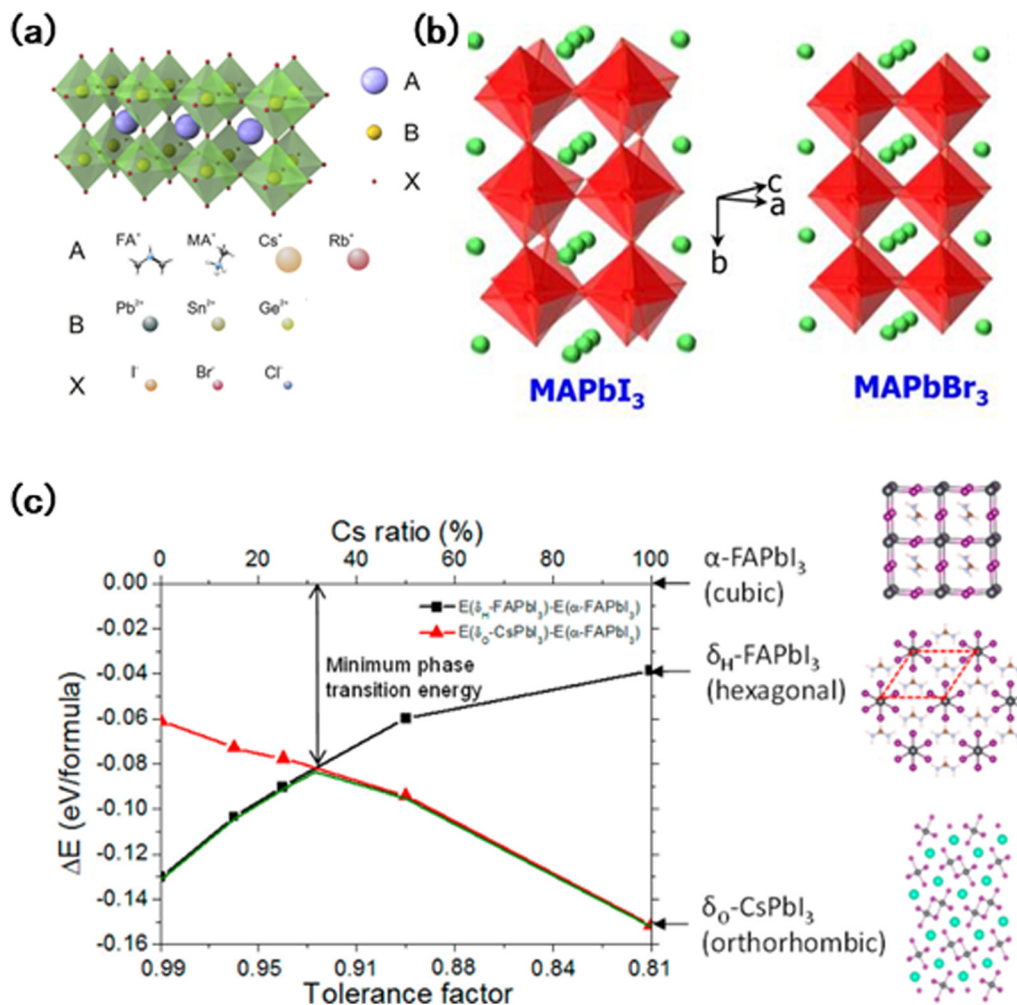 (a)
A
B
X
A
FA⁺ MA⁺ Cs⁺ Rb⁺
B
Pb²⁺ Sn²⁺ Ge²⁺
X
I⁻ Br⁻ Cl⁻
(b)
c
a
b
MAPbI₃
MAPbBr₃
(c)
Cs ratio (%)
0 20 40 60 80 100
0.00
-0.02
-0.04
-0.06
-0.08
-0.10
-0.12
-0.14
-0.16
ΔE (eV/formula)
E(δH-FAPbI₃)-E(α-FAPbI₃)
E(δO-CsPbI₃)-E(α-FAPbI₃)
Minimum phase
transition energy
0.99 0.95 0.91 0.88 0.84 0.81
Tolerance factor
α-FAPbI₃
(cubic)
δH-FAPbI₃
(hexagonal)
δO-CsPbI₃
(orthorhombic)